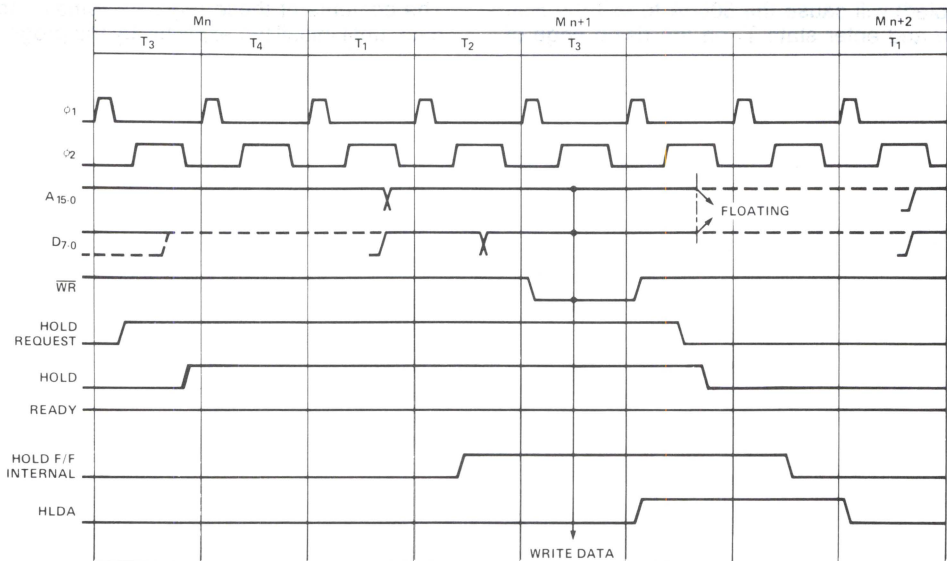 Mn M n+1 M n+2
T3 T4 T1 T2 T3 T1
φ1
φ2
A15-0
FLOATING
D7-0
WR
HOLD
REQUEST
HOLD
READY
HOLD F/F
INTERNAL
HLDA
WRITE DATA